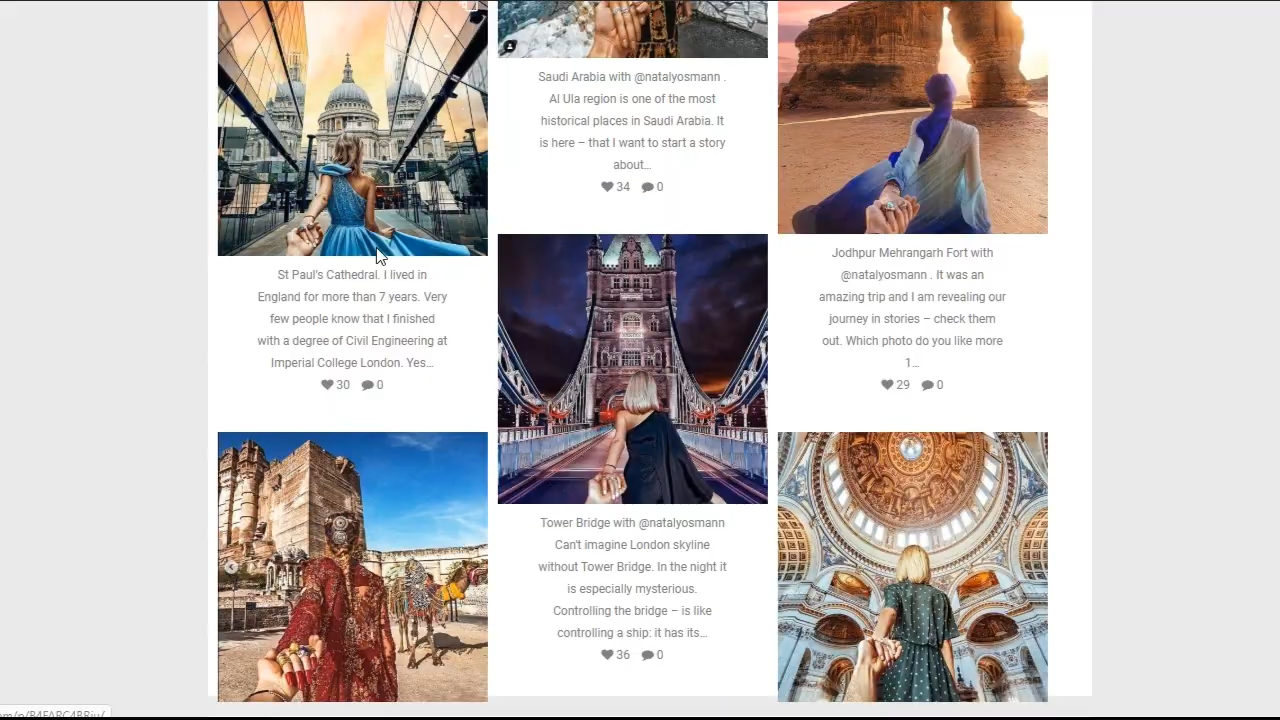 St Paul's Cathedral. I lived in
England for more than 7 years. Very
few people know that I finished
with a degree of Civil Engineering at
Imperial College London. Yes...
30 0
Saudi Arabia with @natalyosmann .
Al Ula region is one of the most
historical places in Saudi Arabia. It
is here – that I want to start a story
about...
34 0
Tower Bridge with @natalyosmann
Can't imagine London skyline
without Tower Bridge. In the night it
is especially mysterious.
Controlling the bridge – is like
controlling a ship: it has its...
36 0
Jodhpur Mehrangarh Fort with
@natalyosmann . It was an
amazing trip and I am revealing our
journey in stories – check them
out. Which photo do you like more
1...
29 0